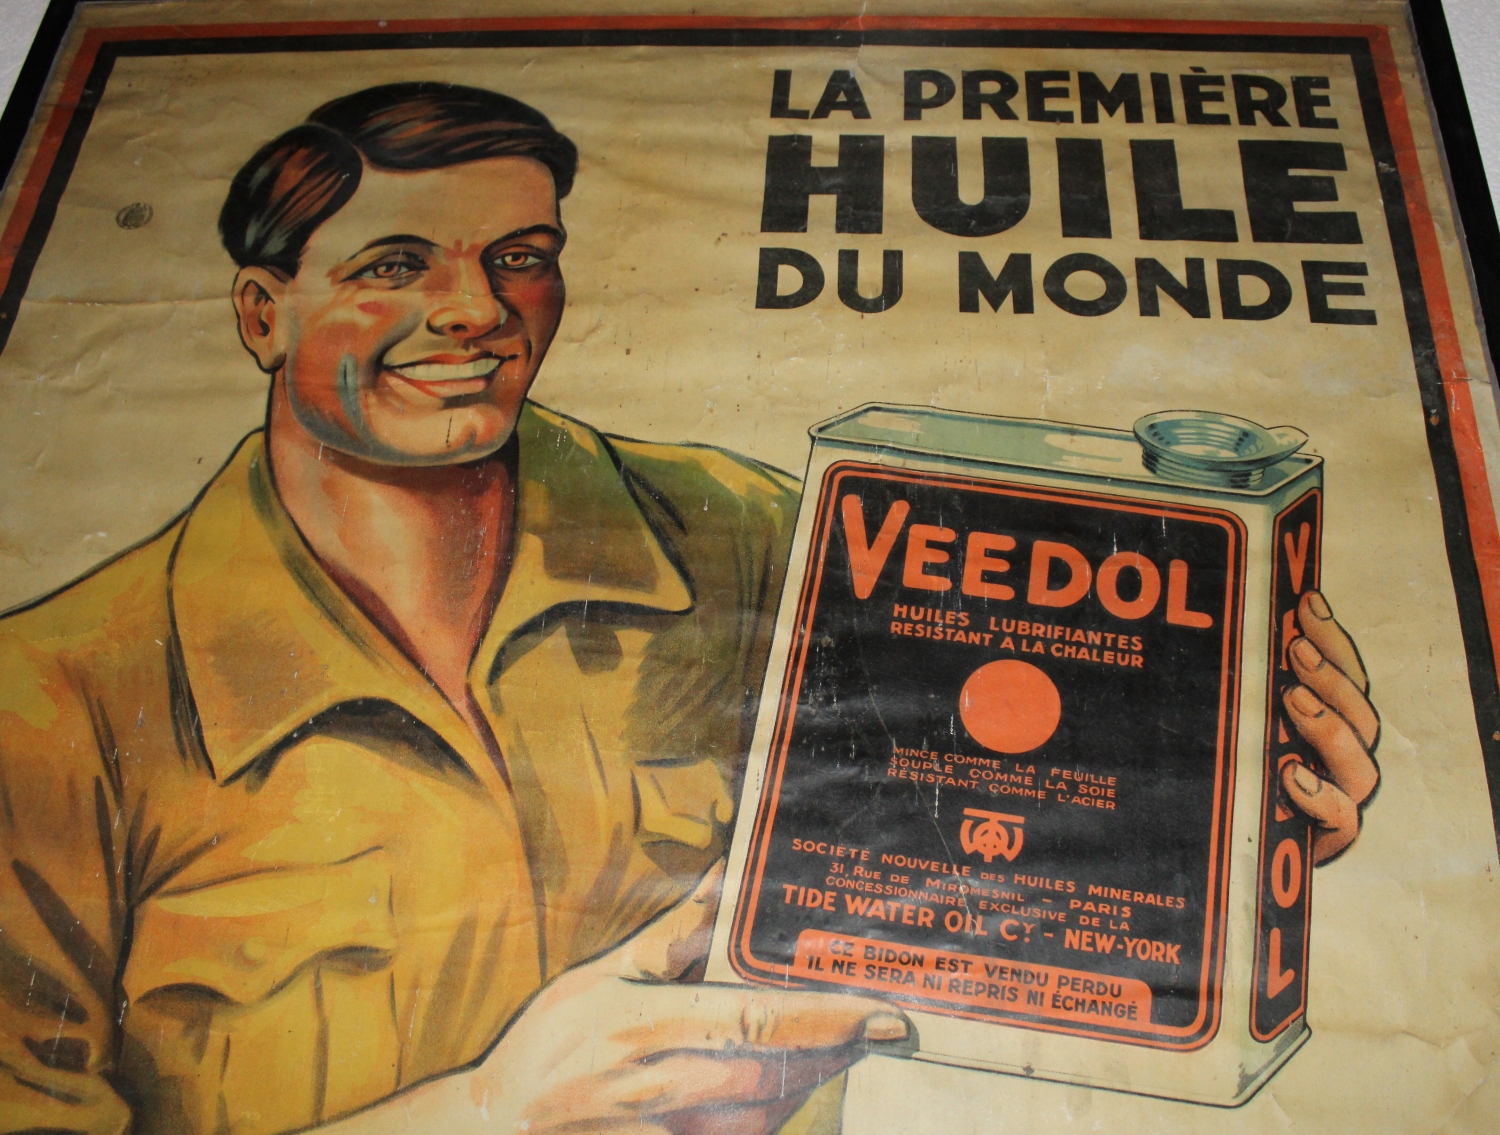 LA PREMIÈRE
HUILE
DU MONDE
VEEDOL
HUILES LUBRIFIANTES
RESISTANT À LA CHALEUR
MINCE COMME LA FEUILLE
SOUPLE COMME LA SOIE
RÉSISTANT COMME L'ACIER
SOCIÉTÉ NOUVELLE DES HUILES MINERALES
31, RUE DE MIROMESNIL - PARIS
CONCESSIONNAIRE EXCLUSIVE DE LA
TIDE WATER OIL CY. - NEW-YORK
CE BIDON EST VENDU PERDU
IL NE SERA NI REPRIS NI ÉCHANGÉ